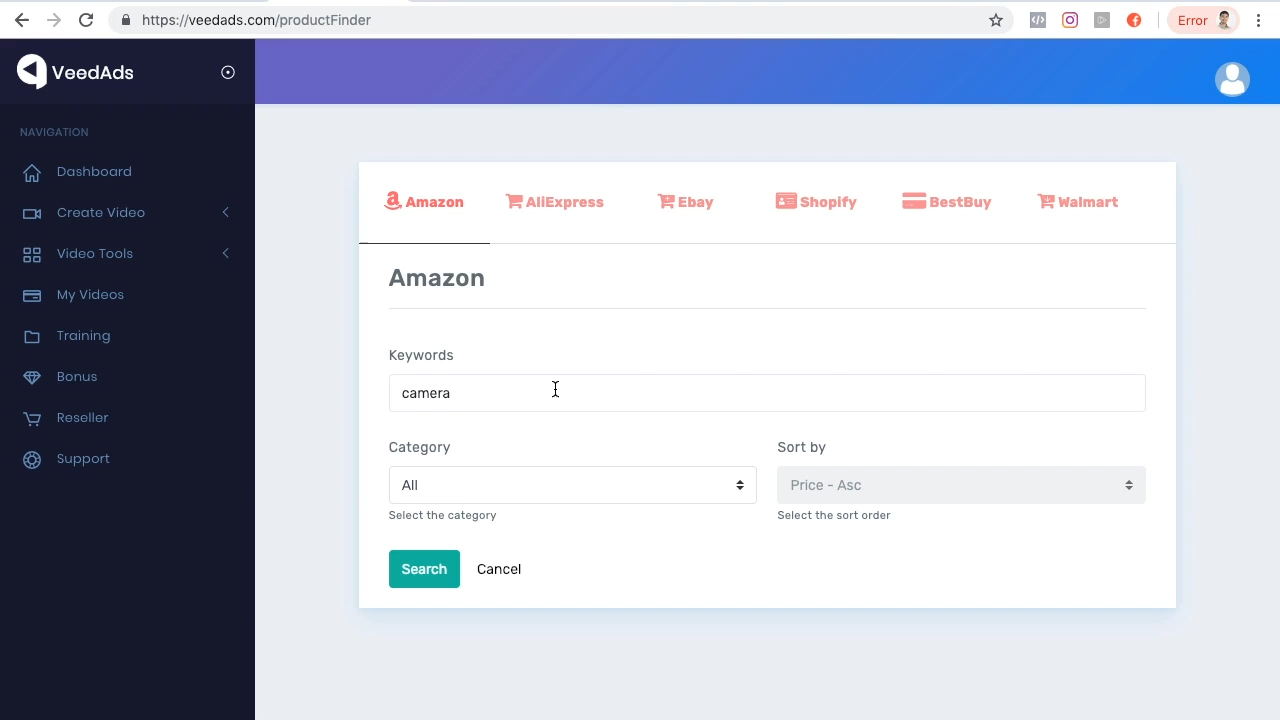 https://veedads.com/productFinder
Error
VeedAds
NAVIGATION
Dashboard
Create Video
Video Tools
My Videos
Training
Bonus
Reseller
Support
Amazon
AliExpress
Ebay
Shopify
BestBuy
Walmart
Amazon
Keywords
camera
Category
Sort by
All
Price - Asc
Select the category
Select the sort order
Search
Cancel